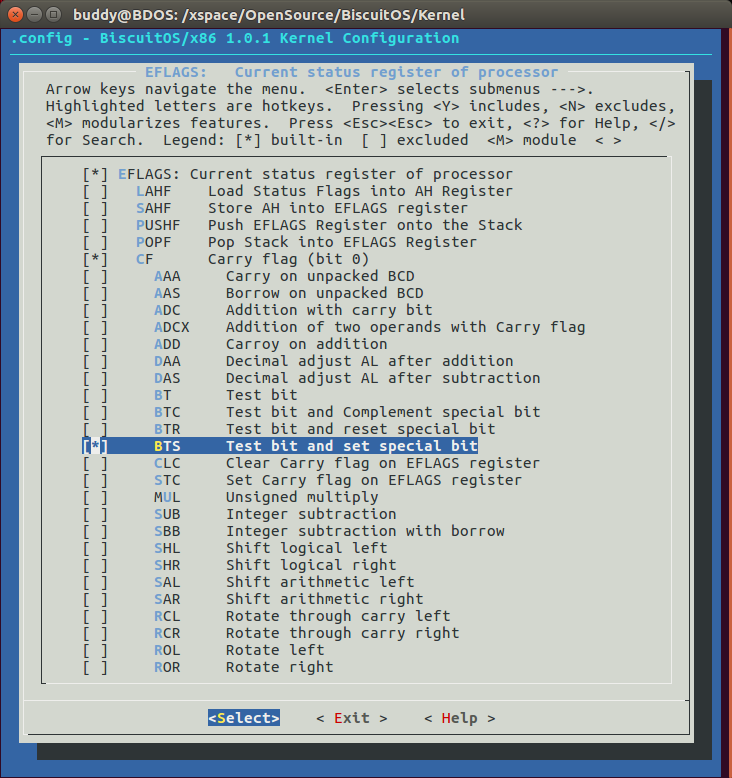 buddy@BDOS: /xspace/OpenSource/BiscuitOS/Kernel
.config - BiscuitOS/x86 1.0.1 Kernel Configuration
EFLAGS:   Current status register of processor
Arrow keys navigate the menu.  <Enter> selects submenus --->.
Highlighted letters are hotkeys.  Pressing <Y> includes, <N> excludes,
<M> modularizes features.  Press <Esc><Esc> to exit, <?> for Help, </>
for Search.  Legend: [*] built-in  [ ] excluded  <M> module  < >
[*] EFLAGS: Current status register of processor
[ ]   LAHF    Load Status Flags into AH Register
[ ]   SAHF    Store AH into EFLAGS register
[ ]   PUSHF   Push EFLAGS Register onto the Stack
[ ]   POPF    Pop Stack into EFLAGS Register
[*]   CF      Carry flag (bit 0)
[ ]     AAA     Carry on unpacked BCD
[ ]     AAS     Borrow on unpacked BCD
[ ]     ADC     Addition with carry bit
[ ]     ADCX    Addition of two operands with Carry flag
[ ]     ADD     Carroy on addition
[ ]     DAA     Decimal adjust AL after addition
[ ]     DAS     Decimal adjust AL after subtraction
[ ]     BT      Test bit
[ ]     BTC     Test bit and Complement special bit
[ ]     BTR     Test bit and reset special bit
[*]     BTS     Test bit and set special bit
[ ]     CLC     Clear Carry flag on EFLAGS register
[ ]     STC     Set Carry flag on EFLAGS register
[ ]     MUL     Unsigned multiply
[ ]     SUB     Integer subtraction
[ ]     SBB     Integer subtraction with borrow
[ ]     SHL     Shift logical left
[ ]     SHR     Shift logical right
[ ]     SAL     Shift arithmetic left
[ ]     SAR     Shift arithmetic right
[ ]     RCL     Rotate through carry left
[ ]     RCR     Rotate through carry right
[ ]     ROL     Rotate left
[ ]     ROR     Rotate right
<Select>    < Exit >    < Help >